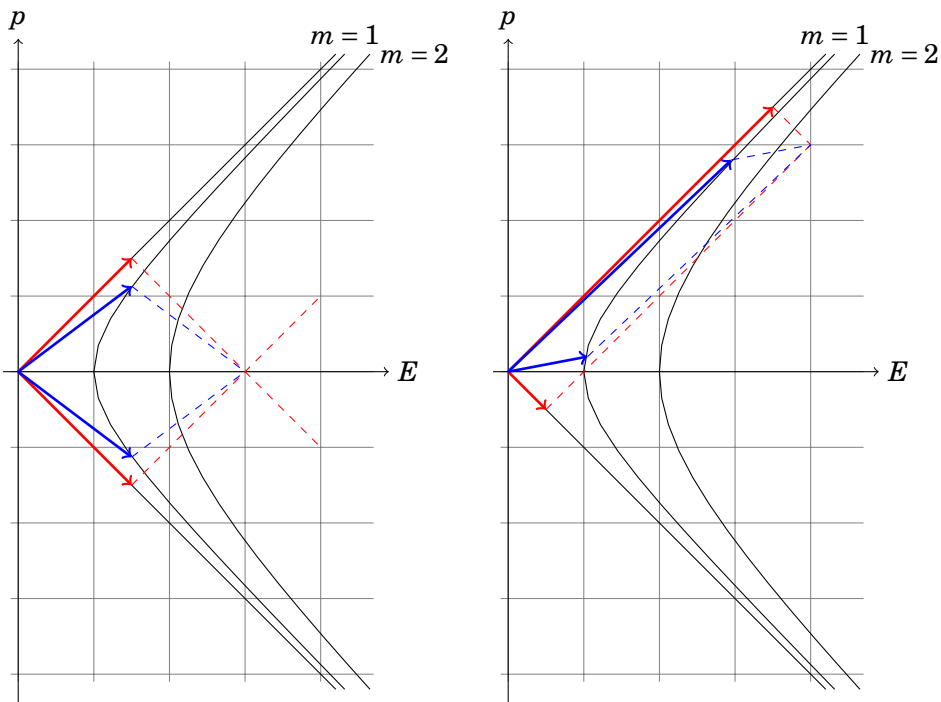 p
m = 1
m = 2
E
p
m = 1
m = 2
E